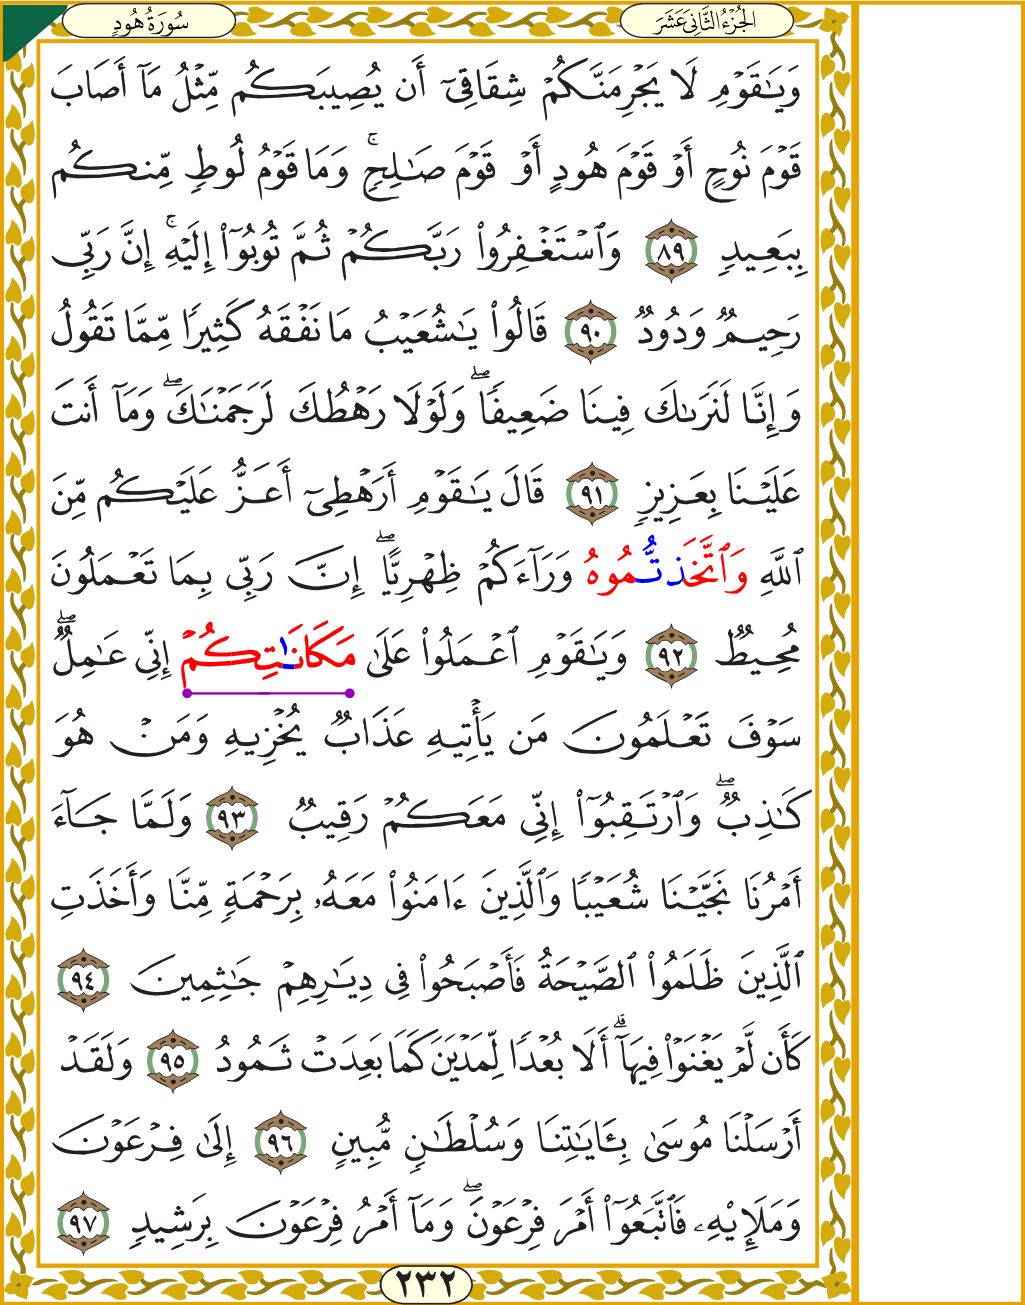 الجُزْءُ الثَّانِيَ عَشَرَ
سُورَةُ هُودٍ
وَيَٰقَوۡمِ لَا يَجۡرِمَنَّكُمۡ شِقَاقِيٓ أَن يُصِيبَكُم مِّثۡلُ مَآ أَصَابَ
قَوۡمَ نُوحٍ أَوۡ قَوۡمَ هُودٍ أَوۡ قَوۡمَ صَٰلِحٖۚ وَمَا قَوۡمُ لُوطٖ مِّنكُم
بِبَعِيدٖ ٨٩ وَٱسۡتَغۡفِرُواْ رَبَّكُمۡ ثُمَّ تُوبُوٓاْ إِلَيۡهِۚ إِنَّ رَبِّي
رَحِيمٞ وَدُودٞ ٩٠ قَالُواْ يَٰشُعَيۡبُ مَا نَفۡقَهُ كَثِيرٗا مِّمَّا تَقُولُ
وَإِنَّا لَنَرَىٰكَ فِينَا ضَعِيفٗاۖ وَلَوۡلَا رَهۡطُكَ لَرَجَمۡنَٰكَۖ وَمَآ أَنتَ
عَلَيۡنَا بِعَزِيزٖ ٩١ قَالَ يَٰقَوۡمِ أَرَهۡطِيٓ أَعَزُّ عَلَيۡكُم مِّنَ
ٱللَّهِ وَٱتَّخَذتُّمُوهُ وَرَآءَكُمۡ ظِهۡرِيًّاۖ إِنَّ رَبِّي بِمَا تَعۡمَلُونَ
مُحِيطٞ ٩٢ وَيَٰقَوۡمِ ٱعۡمَلُواْ عَلَىٰ مَكَانَٰتِكُمۡ إِنِّي عَٰمِلٞۖ
سَوۡفَ تَعۡلَمُونَ مَن يَأۡتِيهِ عَذَابٞ يُخۡزِيهِ وَمَنۡ هُوَ
كَٰذِبٞۖ وَٱرۡتَقِبُوٓاْ إِنِّي مَعَكُمۡ رَقِيبٞ ٩٣ وَلَمَّا جَآءَ
أَمۡرُنَا نَجَّيۡنَا شُعَيۡبٗا وَٱلَّذِينَ ءَامَنُواْ مَعَهُۥ بِرَحۡمَةٖ مِّنَّا وَأَخَذَتِ
ٱلَّذِينَ ظَلَمُواْ ٱلصَّيۡحَةُ فَأَصۡبَحُواْ فِي دِيَٰرِهِمۡ جَٰثِمِينَ ٩٤
كَأَن لَّمۡ يَغۡنَوۡاْ فِيهَآۗ أَلَا بُعۡدٗا لِّمَدۡيَنَ كَمَا بَعِدَتۡ ثَمُودُ ٩٥ وَلَقَدۡ
أَرۡسَلۡنَا مُوسَىٰ بِـَٔايَٰتِنَا وَسُلۡطَٰنٖ مُّبِينٍ ٩٦ إِلَىٰ فِرۡعَوۡنَ
وَمَلَإِيْهِۦ فَٱتَّبَعُوٓاْ أَمۡرَ فِرۡعَوۡنَۖ وَمَآ أَمۡرُ فِرۡعَوۡنَ بِرَشِيدٖ ٩٧
٢٣٢